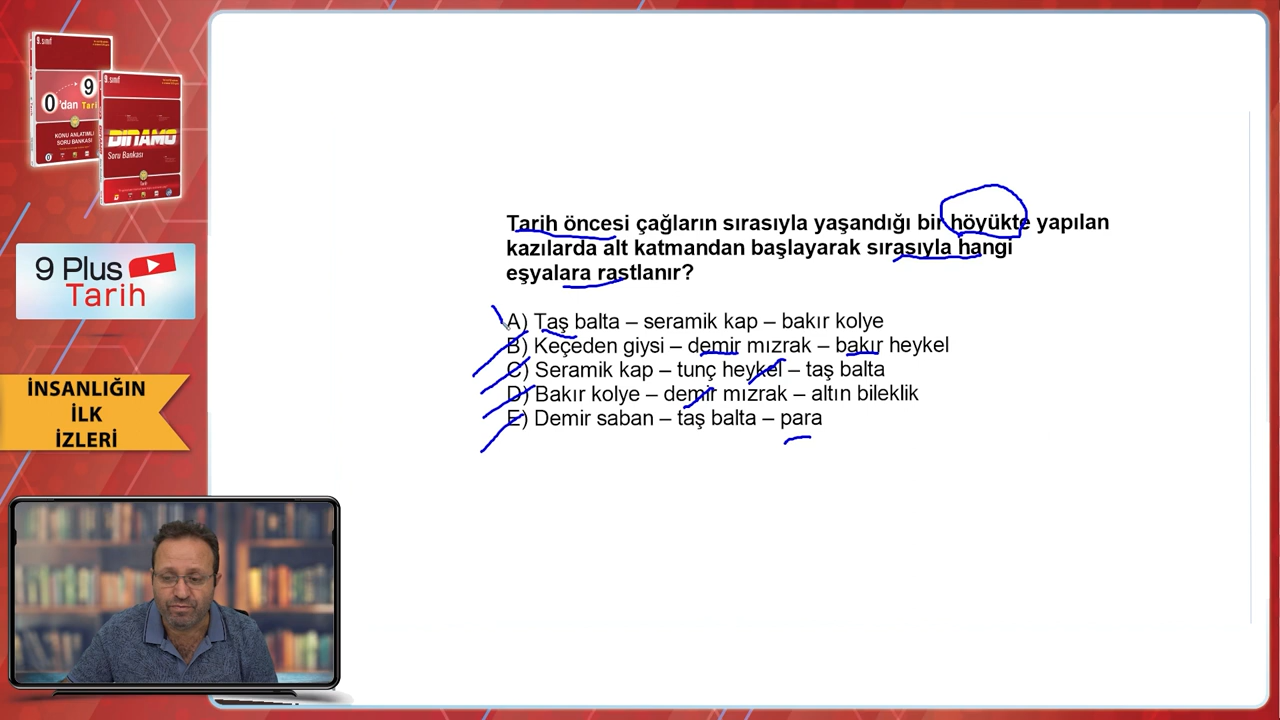 9. sınıf
0'dan 9
Tarih
KONU ANLATIMLI
SORU BANKASI
9. sınıf
DİNAMO
Soru Bankası
Tarih
9 Plus
Tarih
İNSANLIĞIN
İLK
İZLERİ
Tarih öncesi çağların sırasıyla yaşandığı bir höyükte yapılan
kazılarda alt katmandan başlayarak sırasıyla hangi
eşyalara rastlanır?
A) Taş balta – seramik kap – bakır kolye
B) Keçeden giysi – demir mızrak – bakır heykel
C) Seramik kap – tunç heykel – taş balta
D) Bakır kolye – demir mızrak – altın bileklik
E) Demir saban – taş balta – para